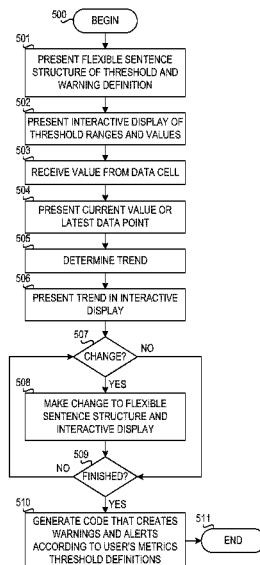 500
BEGIN
501
PRESENT FLEXIBLE SENTENCE
STRUCTURE OF THRESHOLD AND
WARNING DEFINITION
502
PRESENT INTERACTIVE DISPLAY OF
THRESHOLD RANGES AND VALUES
503
RECEIVE VALUE FROM DATA CELL
504
PRESENT CURRENT VALUE OR
LATEST DATA POINT
505
DETERMINE TREND
506
PRESENT TREND IN INTERACTIVE
DISPLAY
507
CHANGE?
NO
YES
508
MAKE CHANGE TO FLEXIBLE
SENTENCE STRUCTURE AND
INTERACTIVE DISPLAY
509
NO
FINISHED?
YES
510
GENERATE CODE THAT CREATES
WARNINGS AND ALERTS
ACCORDING TO USER'S METRICS
THRESHOLD DEFINITIONS
511
END